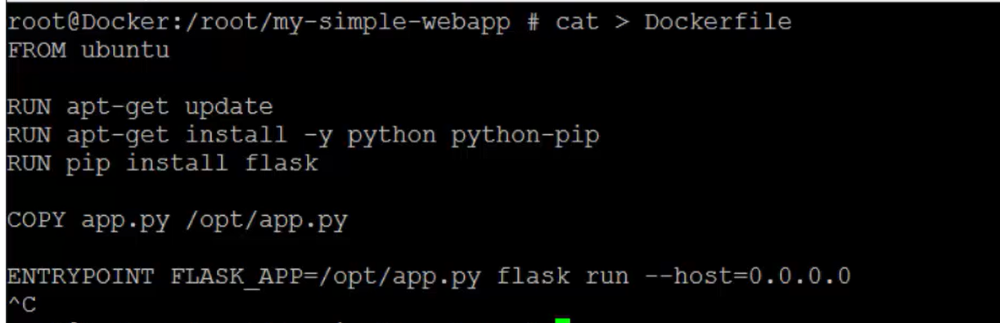 root@Docker:/root/my-simple-webapp # cat > Dockerfile
FROM ubuntu
RUN apt-get update
RUN apt-get install -y python python-pip
RUN pip install flask
COPY app.py /opt/app.py
ENTRYPOINT FLASK_APP=/opt/app.py flask run --host=0.0.0.0
^C